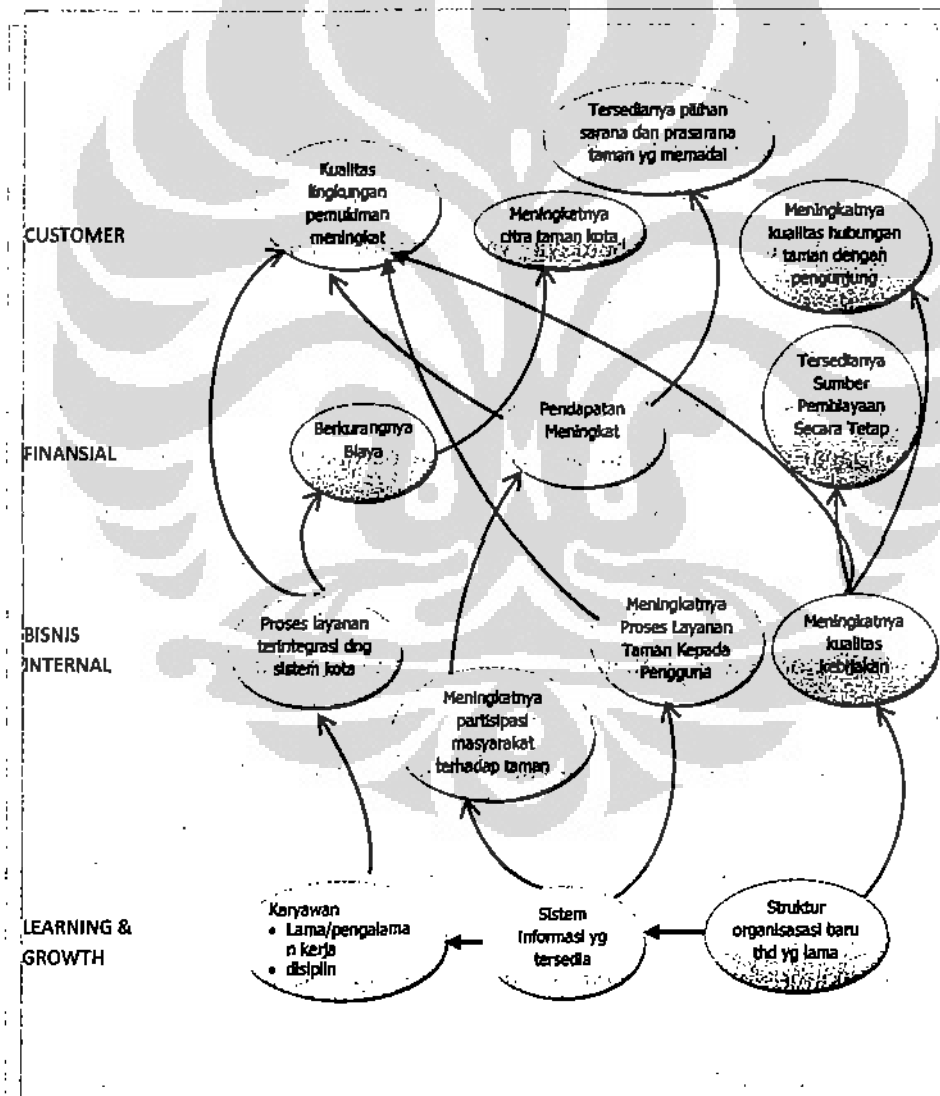 Tersedianya pilihan
sarana dan prasarana
taman yg memadai
Kualitas
lingkungan
pemukiman
meningkat
CUSTOMER
Meningkatnya
citra taman kota
Meningkatnya
kualitas hubungan
taman dengan
pengunjung
Tersedianya
Sumber
Pembiayaan
Secara Tetap
Pendapatan
Meningkat
Berkurangnya
Biaya
FINANSIAL
BISNIS
INTERNAL
Proses layanan
terintegrasi dng
sistem kota
Meningkatnya
partisipasi
masyarakat
terhadap taman
Meningkatnya
Proses Layanan
Taman Kepada
Pengguna
Meningkatnya
kualitas
kebijakan
LEARNING &
GROWTH
Karyawan
• Lama/pengalama
n kerja
• disiplin
Sistem
Informasi yg
tersedia
Struktur
organisasasi baru
thd yg lama